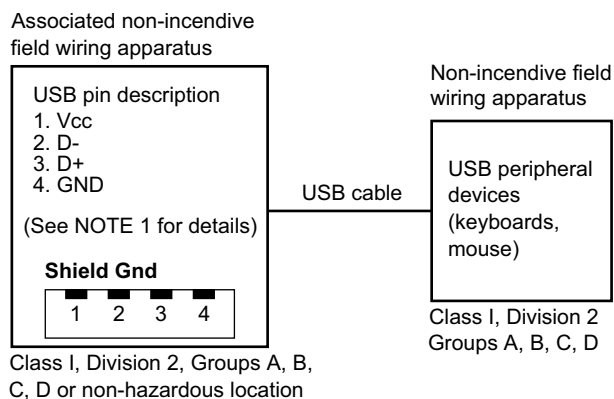 Associated non-incendive
field wiring apparatus
USB pin description
1. Vcc
2. D-
3. D+
4. GND
(See NOTE 1 for details)
Shield Gnd
1 2 3 4
Class I, Division 2, Groups A, B,
C, D or non-hazardous location
USB cable
Non-incendive field
wiring apparatus
USB peripheral
devices
(keyboards,
mouse)
Class I, Division 2
Groups A, B, C, D